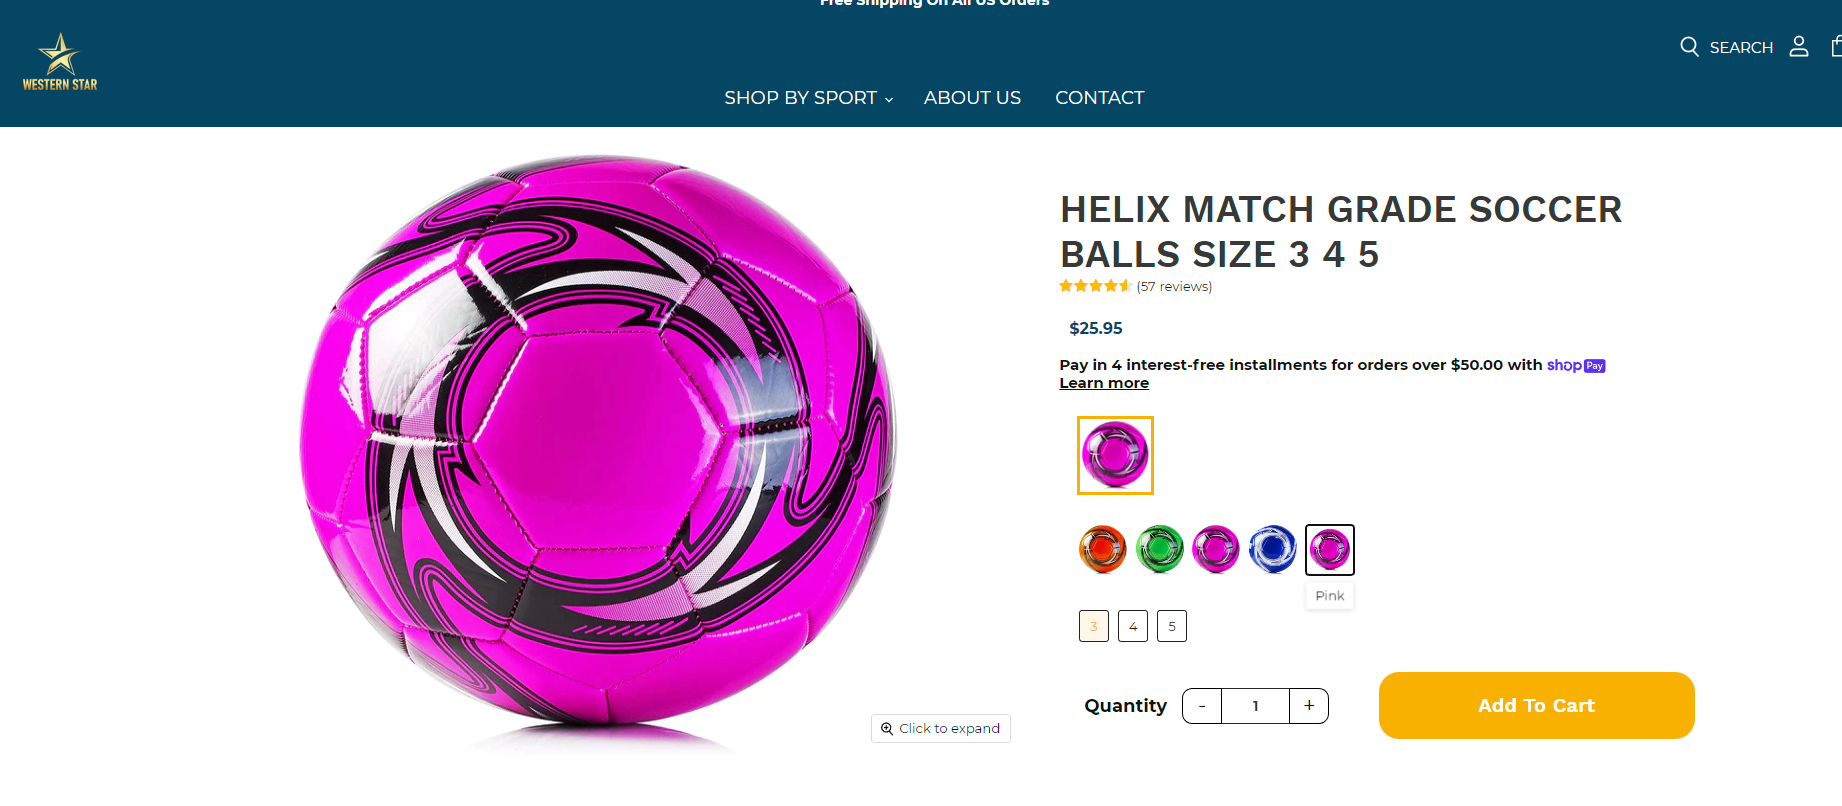 Free Shipping On All US Orders
WESTERN STAR
SEARCH
SHOP BY SPORT
ABOUT US
CONTACT
HELIX MATCH GRADE SOCCER
BALLS SIZE 3 4 5
(57 reviews)
$25.95
Pay in 4 interest-free installments for orders over $50.00 with shop Pay
Learn more
Pink
3 4 5
Quantity - 1 +
Add To Cart
Click to expand